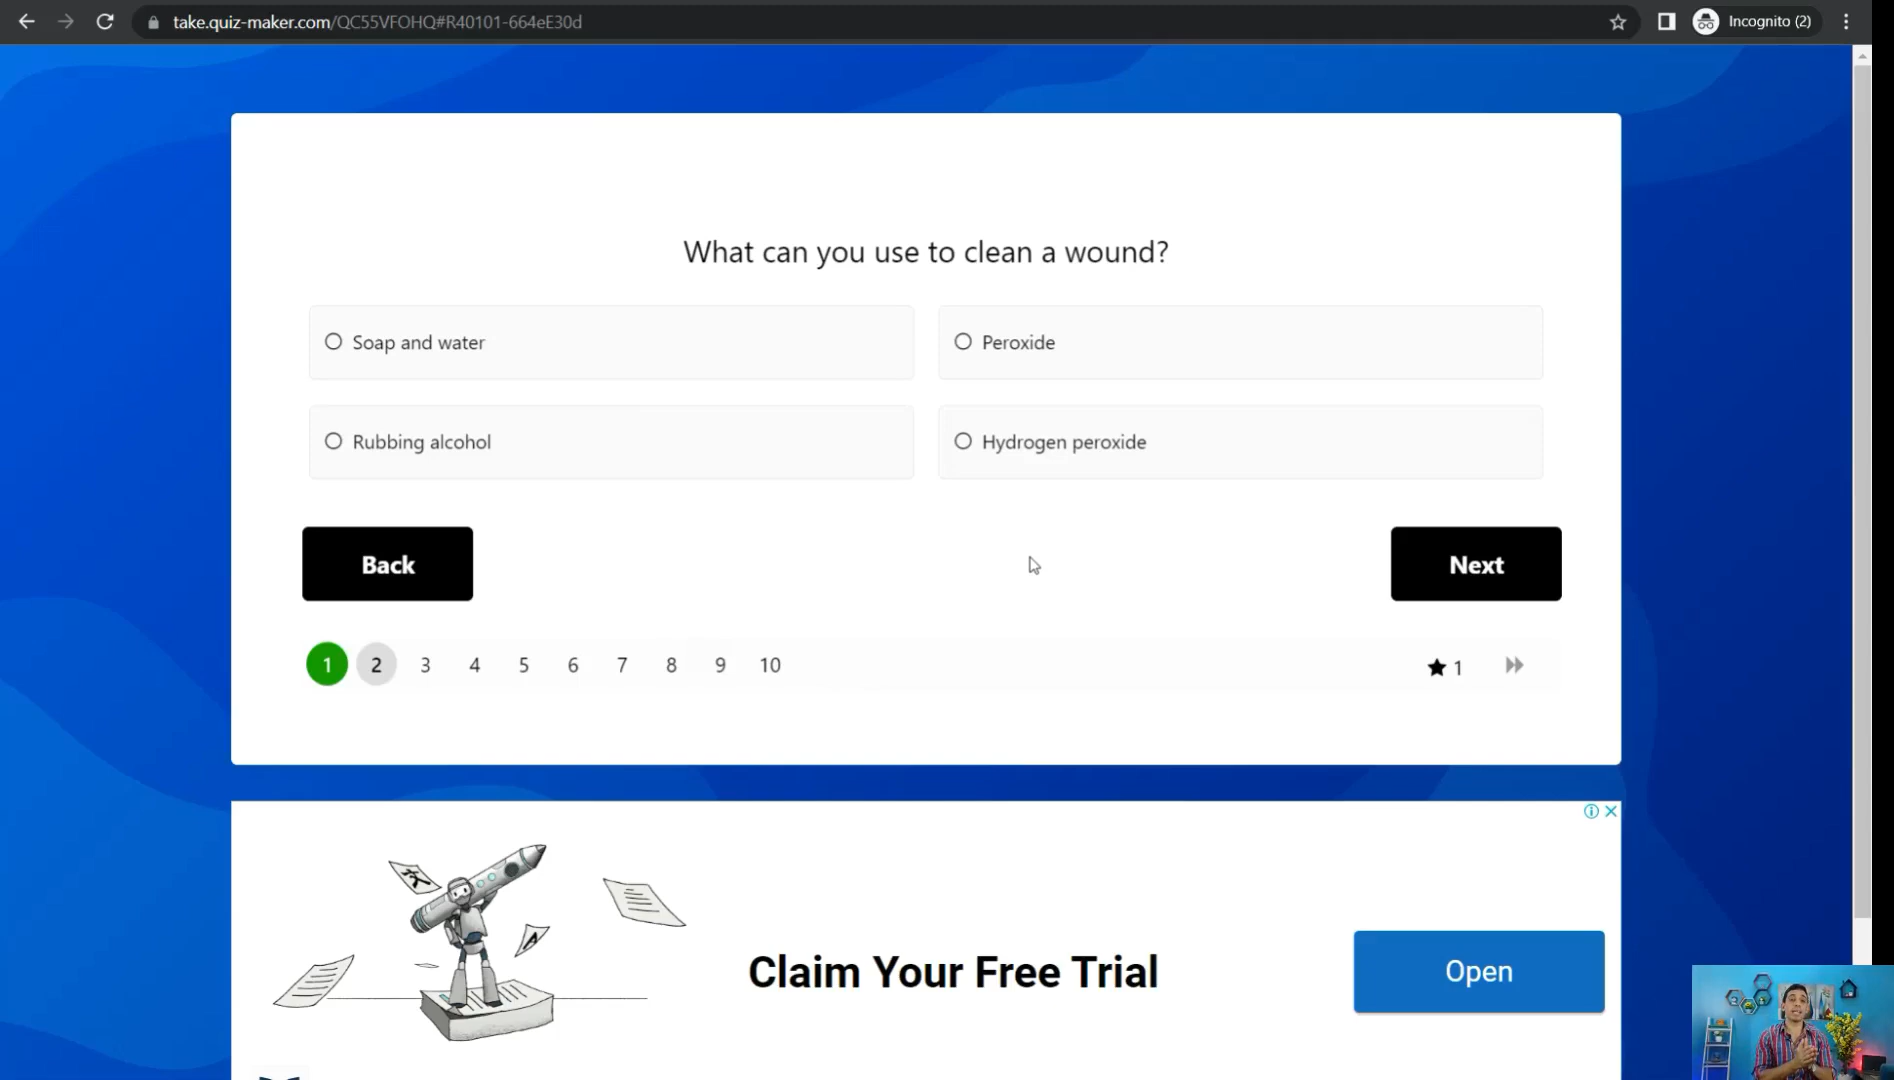 take.quiz-maker.com/QC55VFOHQ#R40101-664eE30d
Incognito (2)
What can you use to clean a wound?
Soap and water
Peroxide
Rubbing alcohol
Hydrogen peroxide
Back
Next
1 2 3 4 5 6 7 8 9 10
1
Claim Your Free Trial
Open
文
A